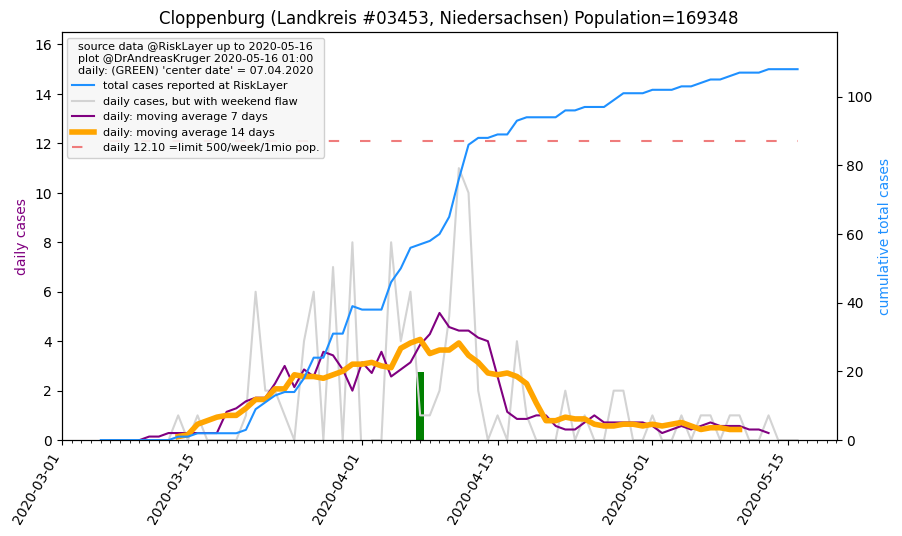 Cloppenburg (Landkreis #03453, Niedersachsen) Population=169348
source data @RiskLayer up to 2020-05-16
plot @DrAndreasKruger 2020-05-16 01:00
daily: (GREEN) 'center date' = 07.04.2020
total cases reported at RiskLayer
daily cases, but with weekend flaw
daily: moving average 7 days
daily: moving average 14 days
daily 12.10 =limit 500/week/1mio pop.
daily cases
16
14
12
10
8
6
4
2
0
100
80
60
40
20
0
cumulative total cases
2020-03-01
2020-03-15
2020-04-01
2020-04-15
2020-05-01
2020-05-15